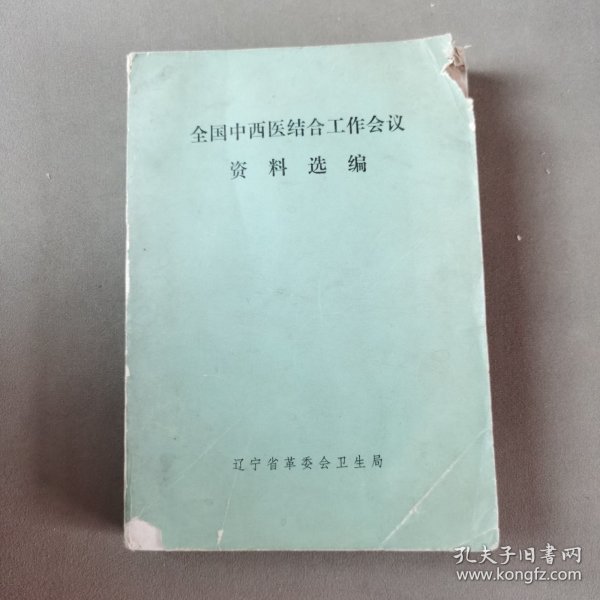 全国中西医结合工作会议
资料选编
辽宁省革委会卫生局
孔夫子旧书网
www.kongfz.com